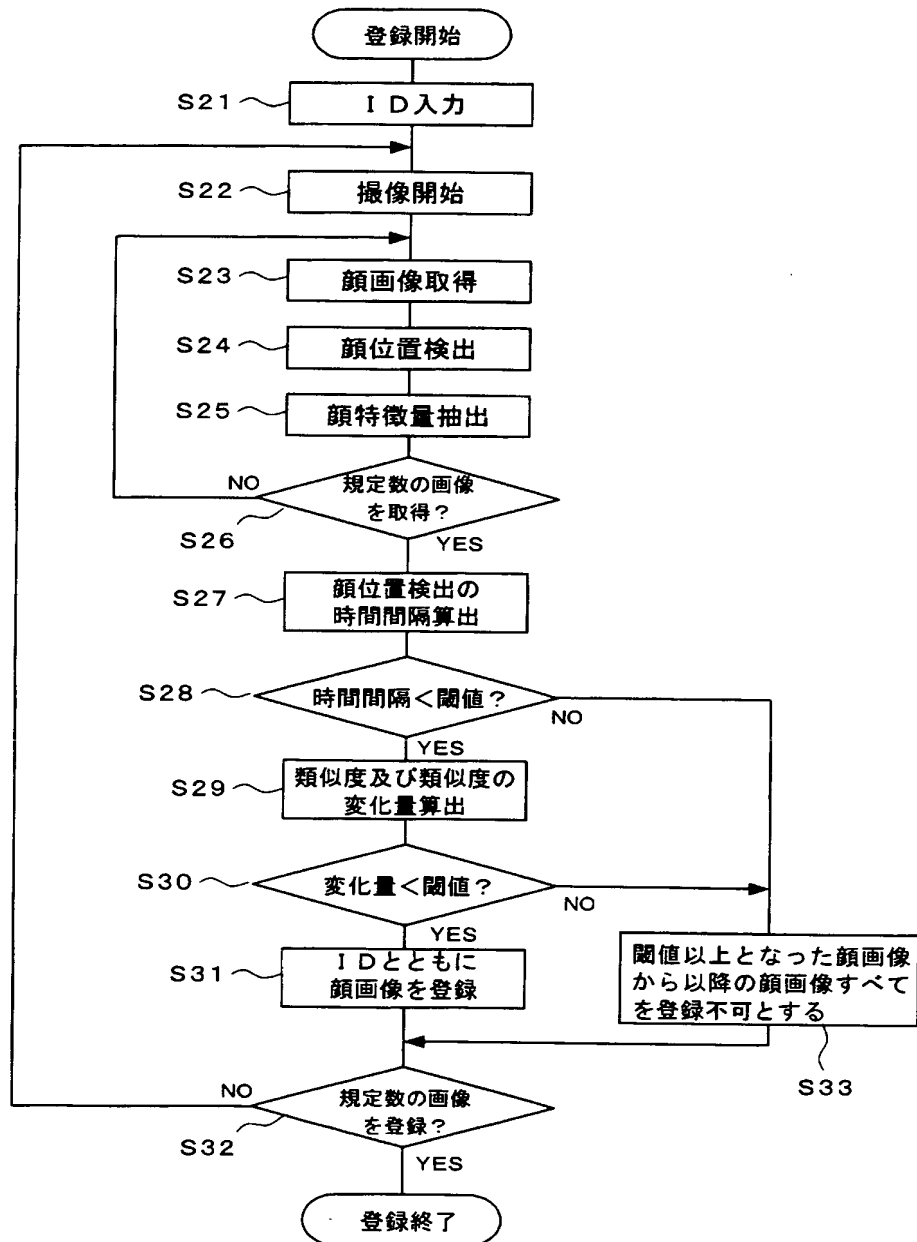 登録開始
S21
ID入力
S22
撮像開始
S23
顔画像取得
S24
顔位置検出
S25
顔特徴量抽出
NO
規定数の画像
を取得?
S26
YES
S27
顔位置検出の
時間間隔算出
S28
時間間隔<閾値?
NO
YES
S29
類似度及び類似度の
変化量算出
S30
変化量<閾値?
NO
YES
S31
IDとともに
顔画像を登録
閾値以上となった顔画像
から以降の顔画像すべて
を登録不可とする
S33
NO
規定数の画像
を登録?
S32
YES
登録終了